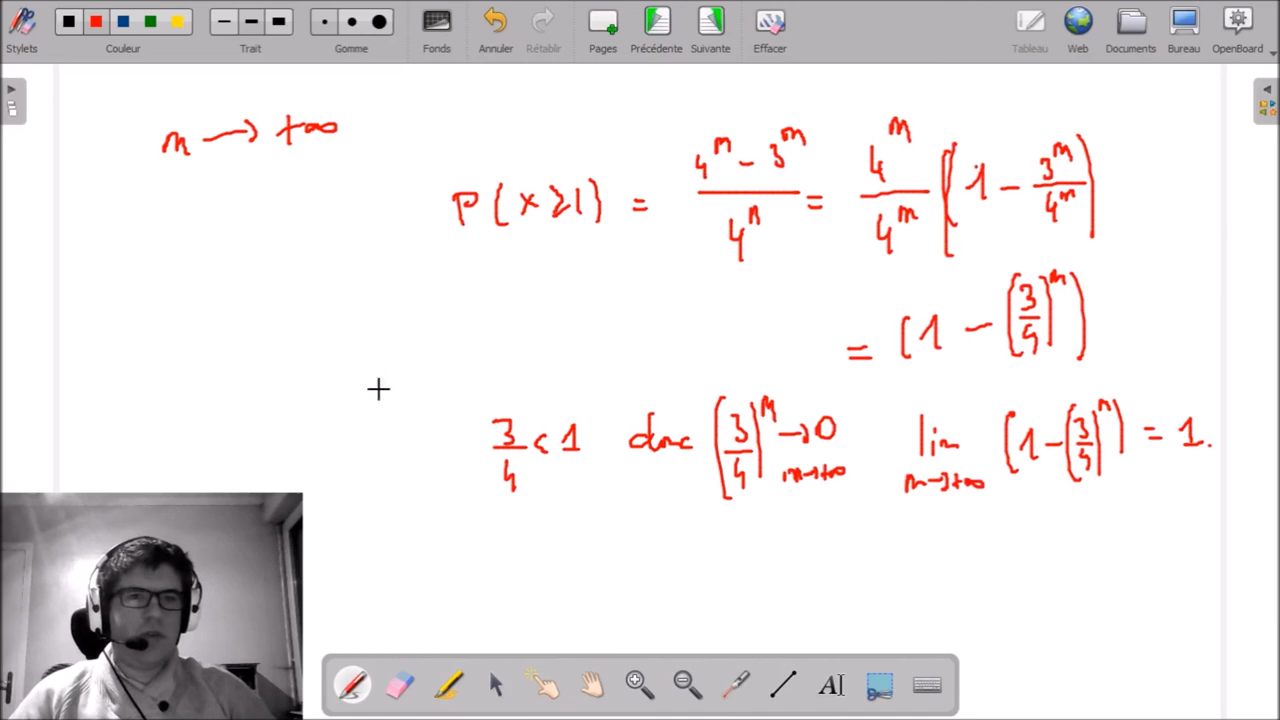 Stylets Couleur Trait Gomme Fonds Annuler Rétablir Pages Précédente Suivante Effacer Tableau Web Documents Bureau OpenBoard
n → +∞
P(X ≥ 1) = (4^n - 3^n)/4^n = 4^n/4^n (1 - 3^n/4^n)
= (1 - (3/4)^n)
3/4 < 1 donc (3/4)^n → 0 n→+∞ lim n→+∞ (1 - (3/4)^n) = 1.
AI